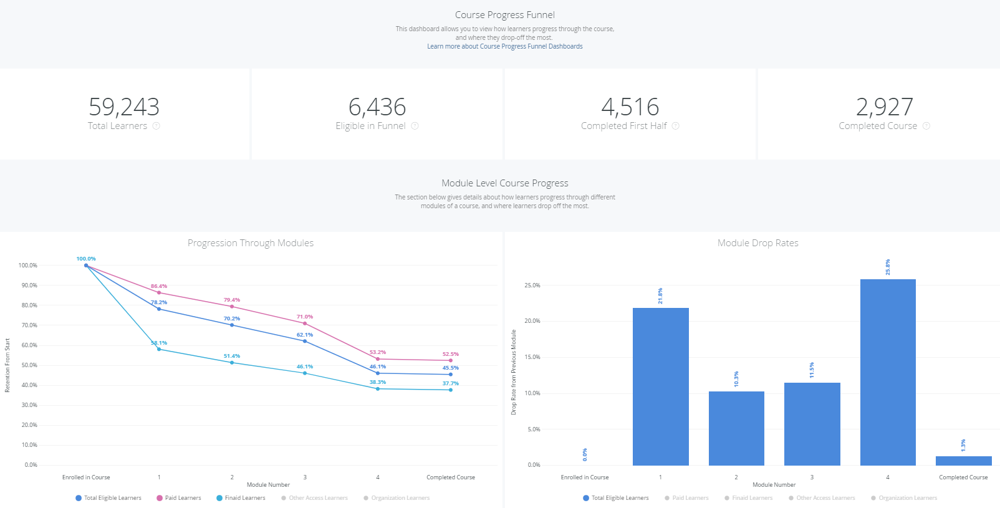 Course Progress Funnel
This dashboard allows you to view how learners progress through the course,
and where they drop-off the most.
Learn more about Course Progress Funnel Dashboards
59,243
Total Learners ?
6,436
Eligible in Funnel ?
4,516
Completed First Half ?
2,927
Completed Course ?
Module Level Course Progress
The section below gives details about how learners progress through different
modules of a course, and where learners drop off the most.
Progression Through Modules
Retention From Start
100.0%
90.0%
80.0%
70.0%
60.0%
50.0%
40.0%
30.0%
20.0%
10.0%
0.0%
100.0%
86.4%
79.4%
71.0%
53.2%
52.5%
78.2%
70.2%
62.1%
46.1%
45.5%
58.1%
51.4%
46.1%
38.3%
37.7%
Enrolled in Course 1 2 3 4 Completed Course
Module Number
Total Eligible Learners Paid Learners Finaid Learners Other Access Learners Organization Learners
Module Drop Rates
Drop Rate from Previous Module
25.0%
20.0%
15.0%
10.0%
5.0%
0.0%
0.0%
21.8%
10.3%
11.5%
25.8%
1.3%
Enrolled in Course 1 2 3 4 Completed Course
Module Number
Total Eligible Learners Paid Learners Finaid Learners Other Access Learners Organization Learners